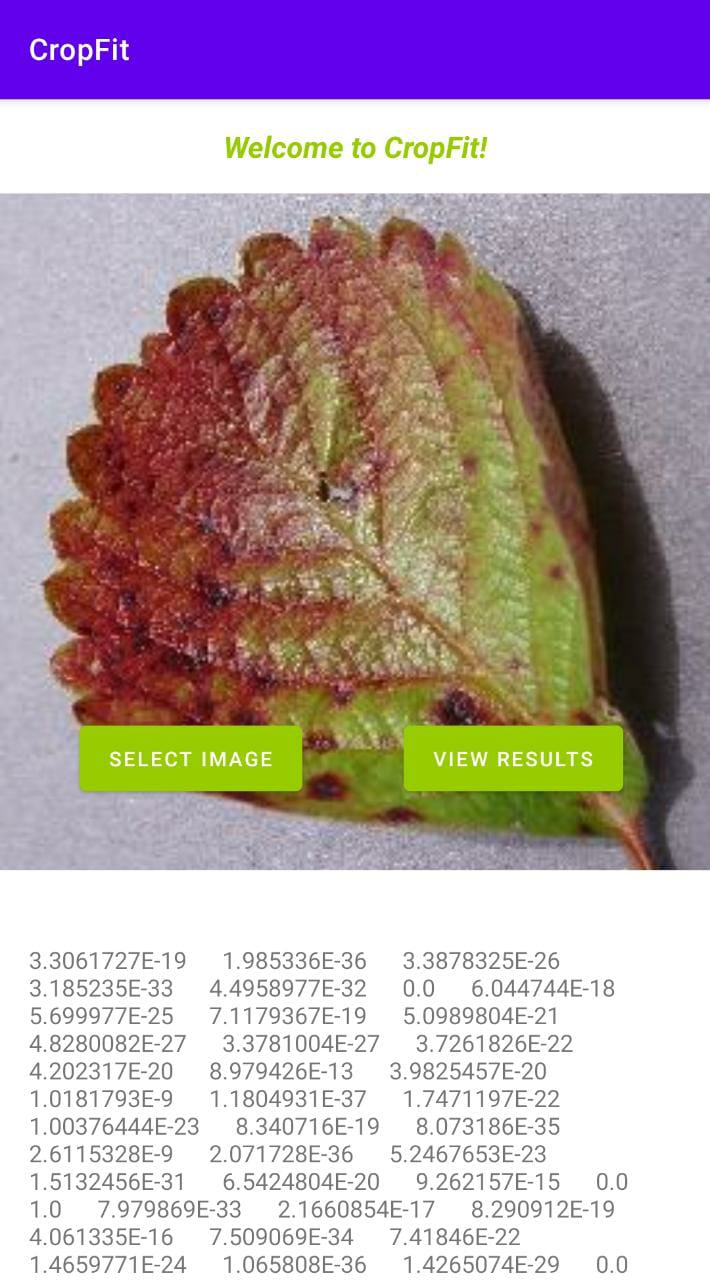 CropFit
Welcome to CropFit!
SELECT IMAGE VIEW RESULTS
3.3061727E-19 1.985336E-36 3.3878325E-26
3.185235E-33 4.4958977E-32 0.0 6.044744E-18
5.699977E-25 7.1179367E-19 5.0989804E-21
4.8280082E-27 3.3781004E-27 3.7261826E-22
4.202317E-20 8.979426E-13 3.9825457E-20
1.0181793E-9 1.1804931E-37 1.7471197E-22
1.00376444E-23 8.340716E-19 8.073186E-35
2.6115328E-9 2.071728E-36 5.2467653E-23
1.5132456E-31 6.5424804E-20 9.262157E-15 0.0
1.0 7.979869E-33 2.1660854E-17 8.290912E-19
4.061335E-16 7.509069E-34 7.41846E-22
1.4659771E-24 1.065808E-36 1.4265074E-29 0.0